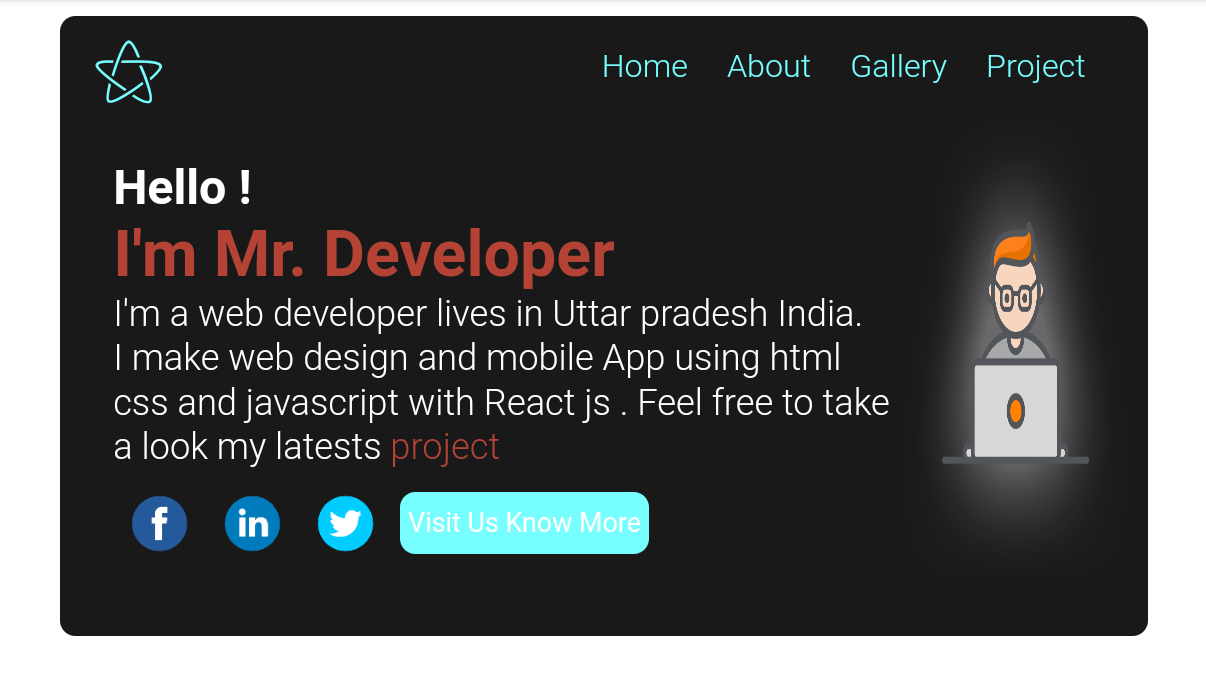 Home About Gallery Project
Hello !
I'm Mr. Developer
I'm a web developer lives in Uttar pradesh India.
I make web design and mobile App using html
css and javascript with React js . Feel free to take
a look my latests project
f in
Visit Us Know More